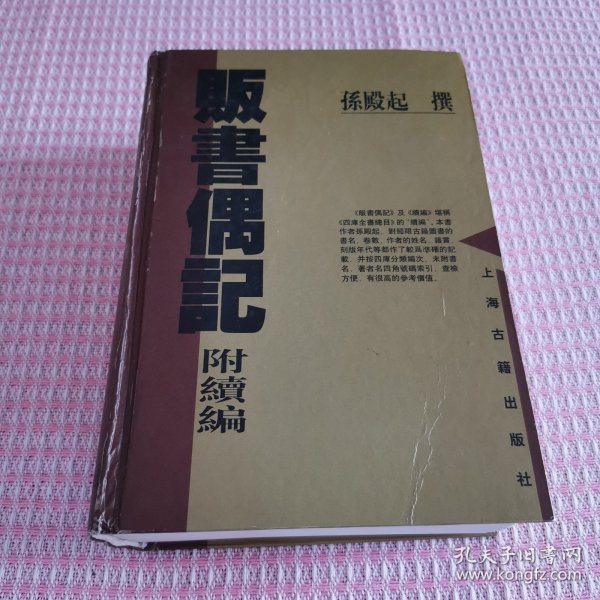 販書偶記
附續編
孫殿起 撰
《販書偶記》及《續編》堪稱
《四庫全書總目》的“續編”。本書
作者孫殿起，對經眼古籍圖書的
書名、卷數、作者的姓名、籍貫、
刻版年代等都作了較爲準確的記
載，并按四庫分類編次，末附書
名、著者名四角號碼索引，查檢
方便，有很高的參考價值。
上海古籍出版社
孔夫子旧书网
www.kongfz.com